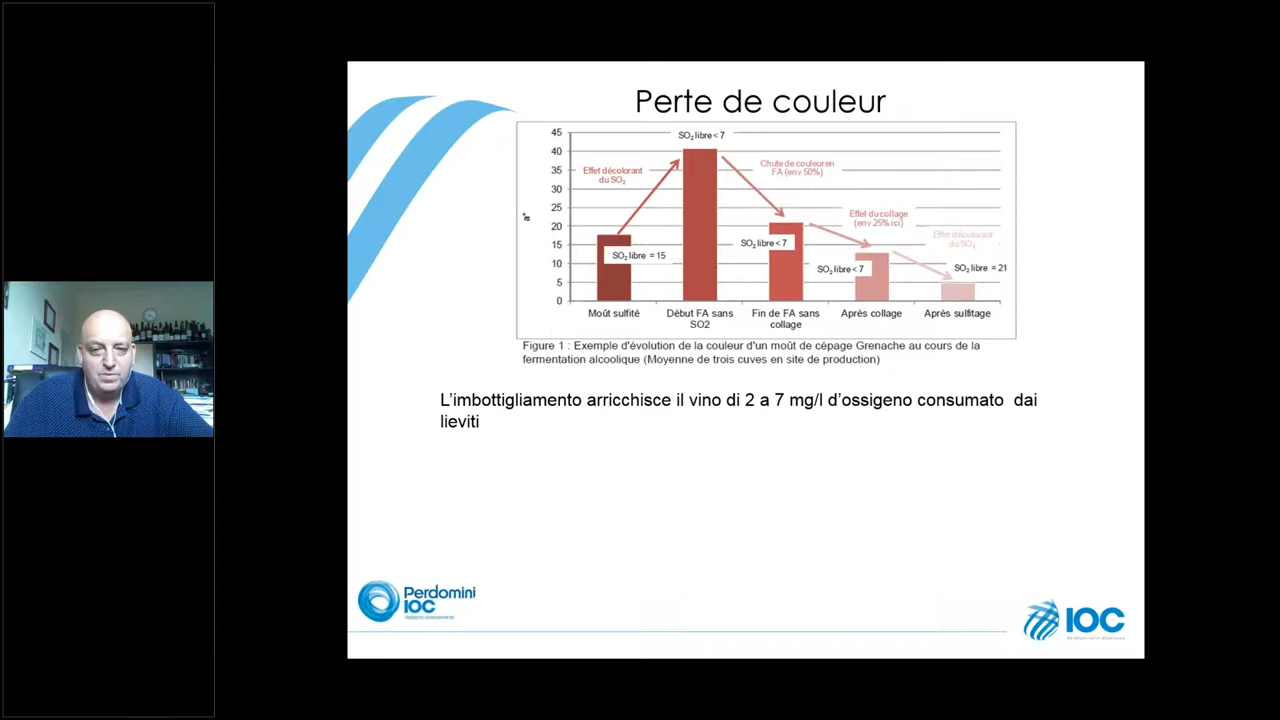 Perte de couleur
45
40
35
30
25
20
15
10
5
0
a*
SO2 libre < 7
Effet décolorant
du SO2
Chute de couleur en
FA (env 50%)
Effet du collage
(env 25% ici)
Effet décolorant
du SO2
SO2 libre = 15
SO2 libre < 7
SO2 libre < 7
SO2 libre = 21
Moût sulfité
Début FA sans
SO2
Fin de FA sans
collage
Après collage
Après sulfitage
Figure 1 : Exemple d'évolution de la couleur d'un moût de cépage Grenache au cours de la
fermentation alcoolique (Moyenne de trois cuves en site de production)
L'imbottigliamento arricchisce il vino di 2 a 7 mg/l d'ossigeno consumato dai
lieviti
Perdomini
IOC
IOC